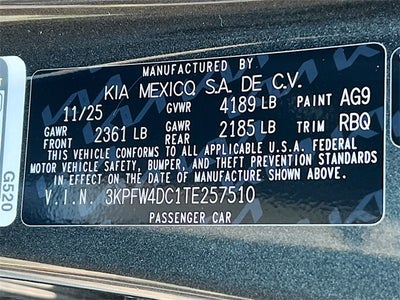 MANUFACTURED BY
KIA MEXICO, S.A. DE C.V.
11/25 GVWR 4189 LB PAINT AG9
GAWR FRONT 2361 LB GAWR REAR 2185 LB TRIM RBQ
THIS VEHICLE CONFORMS TO ALL APPLICABLE U.S.A. FEDERAL
MOTOR VEHICLE SAFETY, BUMPER, AND THEFT PREVENTION STANDARDS
IN EFFECT ON THE DATE OF MANUFACTURE SHOWN ABOVE.
V.I.N. 3KPFW4DC1TE257510
PASSENGER CAR
G520